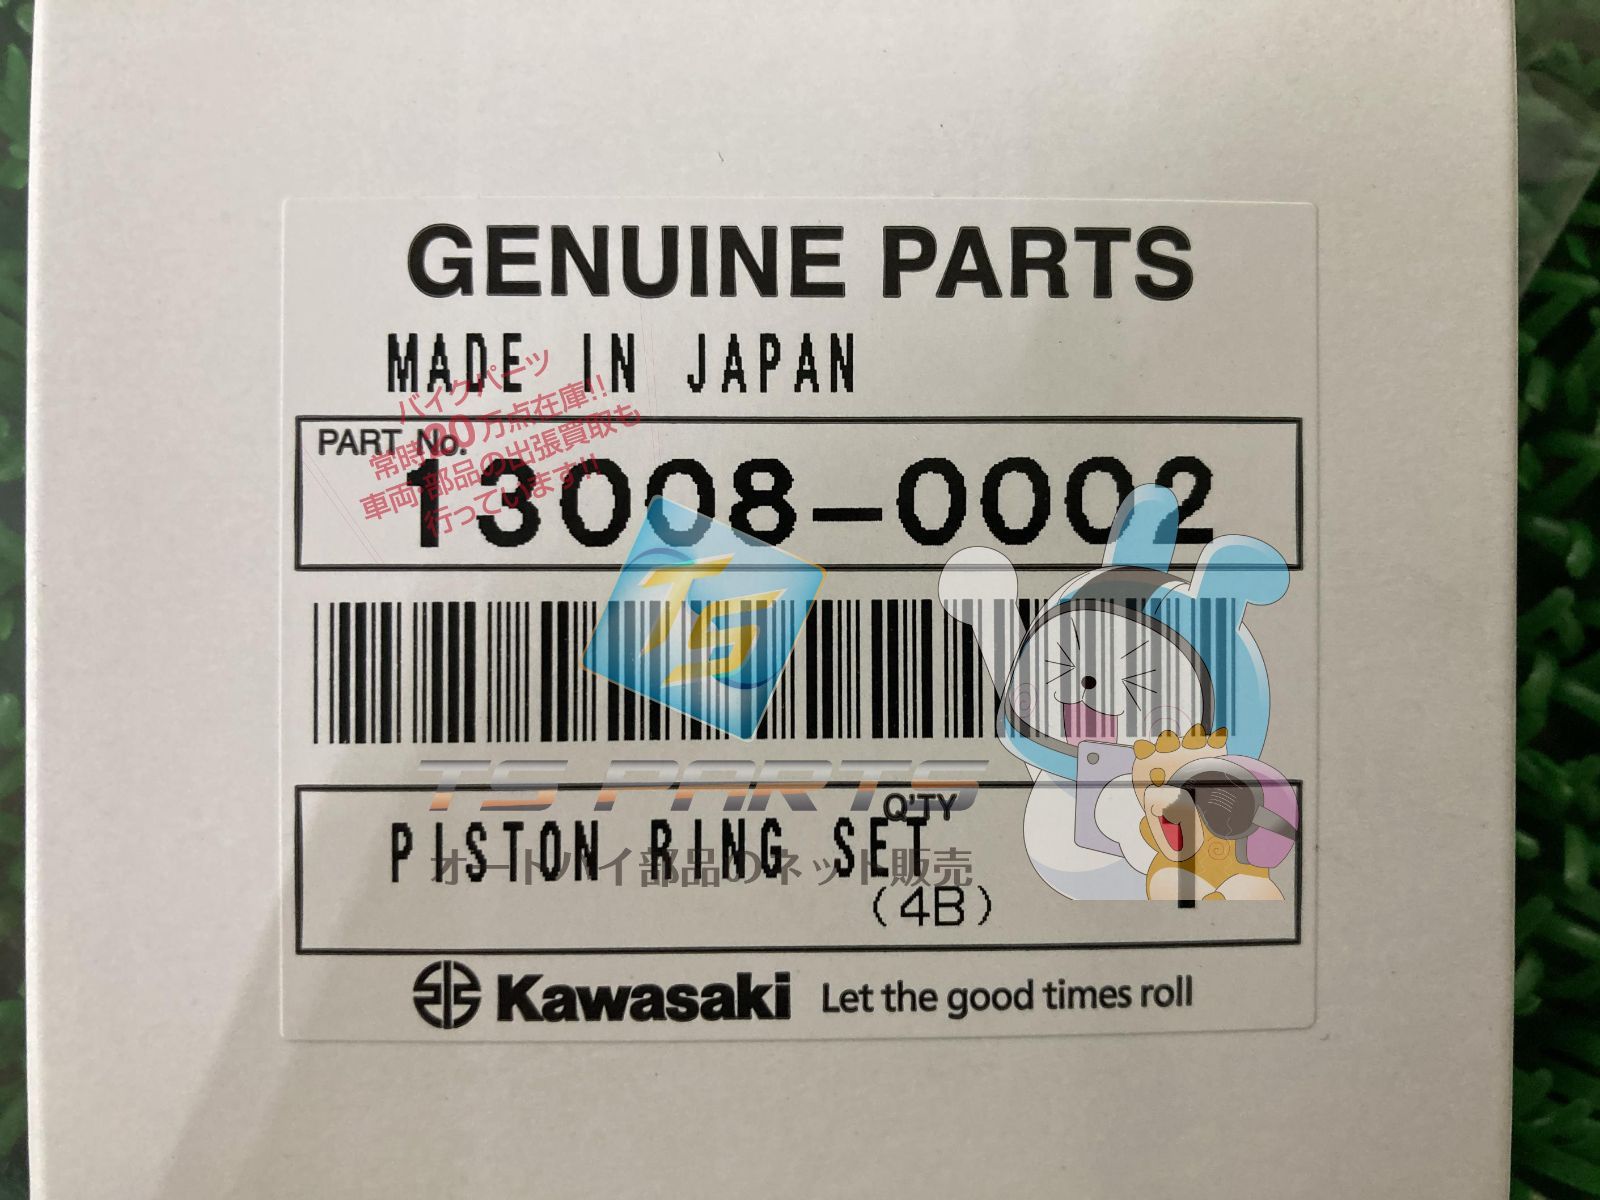 GENUINE PARTS
MADE IN JAPAN
バイクパーツ
常時20万点在庫!!
車両・部品の出張買取も
行っています!!
PART No.
13008-0002
TS
TS PARTS
Q'TY
PISTON RING SET
オートバイ部品のネット販売
(4B)
1
Kawasaki Let the good times roll